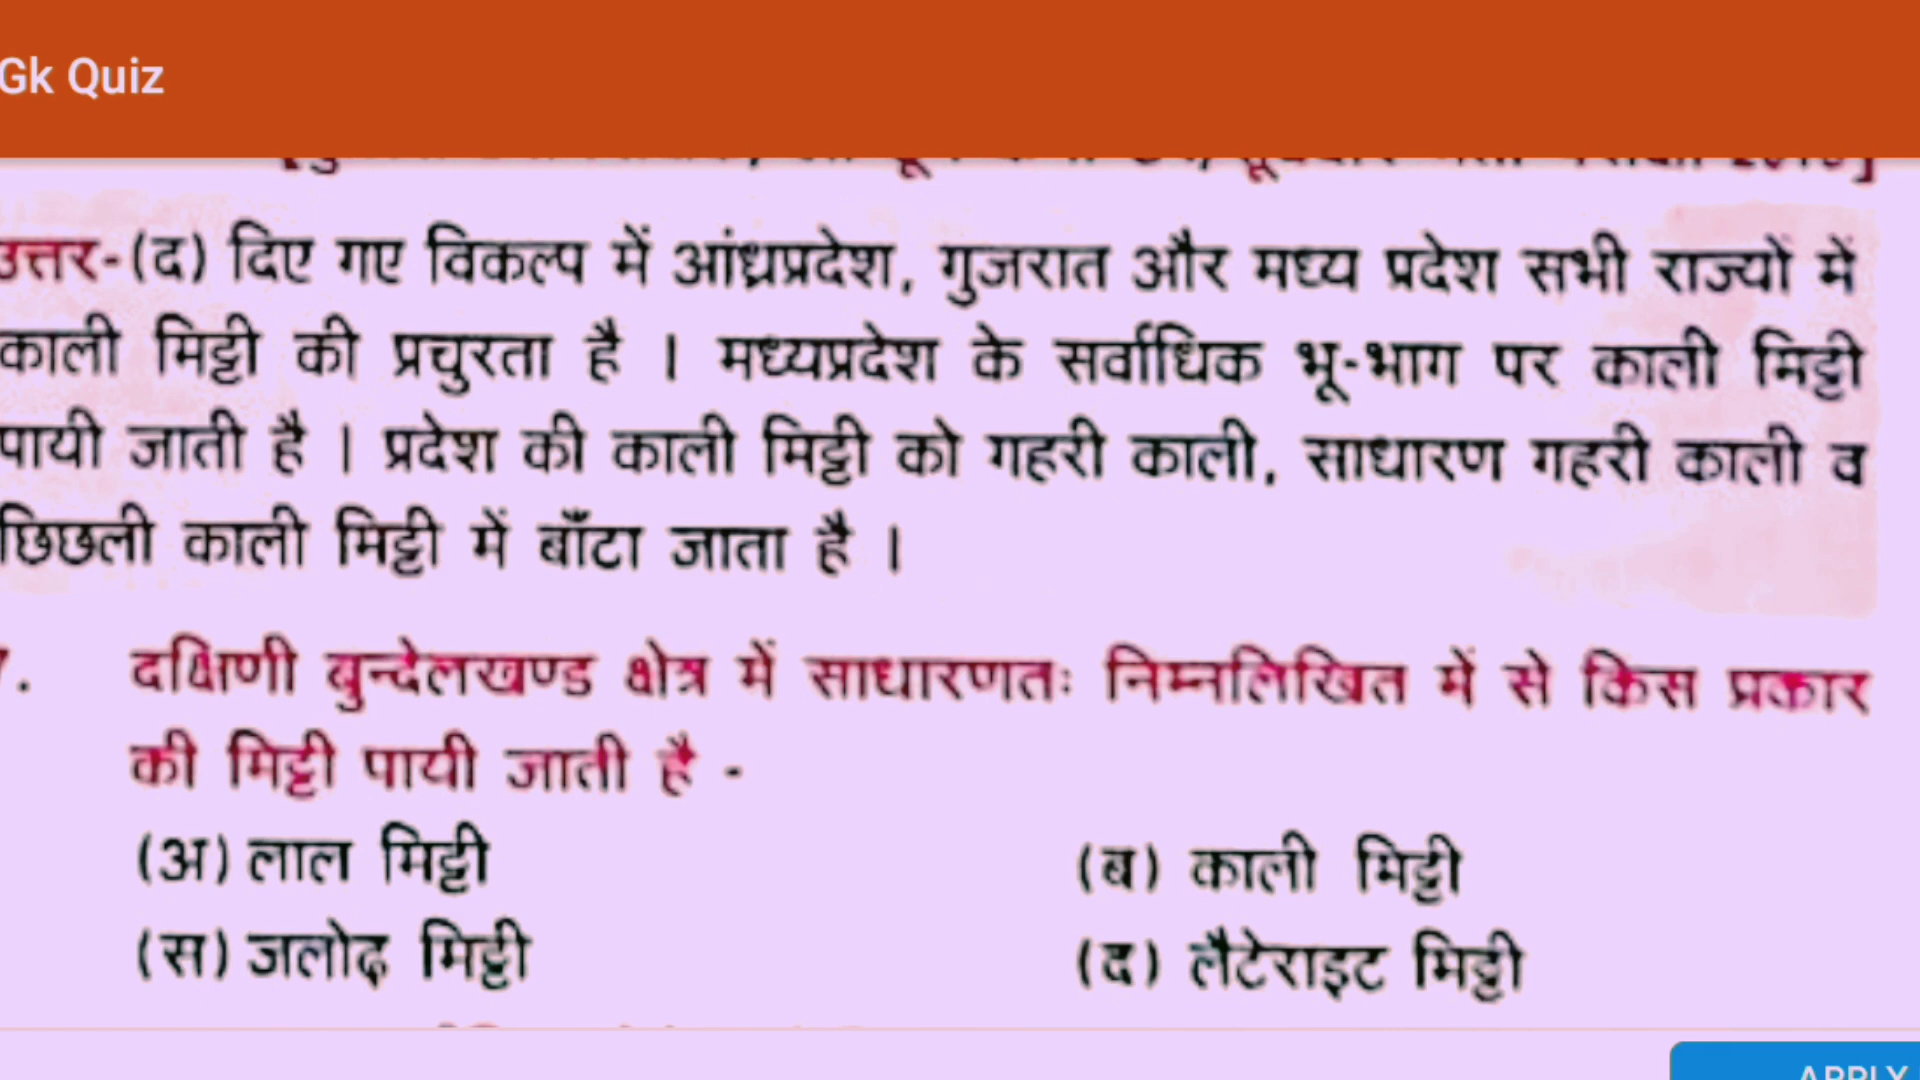 Gk Quiz
उत्तर-(द) दिए गए विकल्प में आंध्रप्रदेश, गुजरात और मध्य प्रदेश सभी राज्यों में
काली मिट्टी की प्रचुरता है । मध्यप्रदेश के सर्वाधिक भू-भाग पर काली मिट्टी
पायी जाती है । प्रदेश की काली मिट्टी को गहरी काली, साधारण गहरी काली व
छिछली काली मिट्टी में बाँटा जाता है ।
दक्षिणी बुन्देलखण्ड क्षेत्र में साधारणतः निम्नलिखित में से किस प्रकार
की मिट्टी पायी जाती है -
(अ) लाल मिट्टी (ब) काली मिट्टी
(स) जलोढ़ मिट्टी (द) लैटेराइट मिट्टी
APPLY